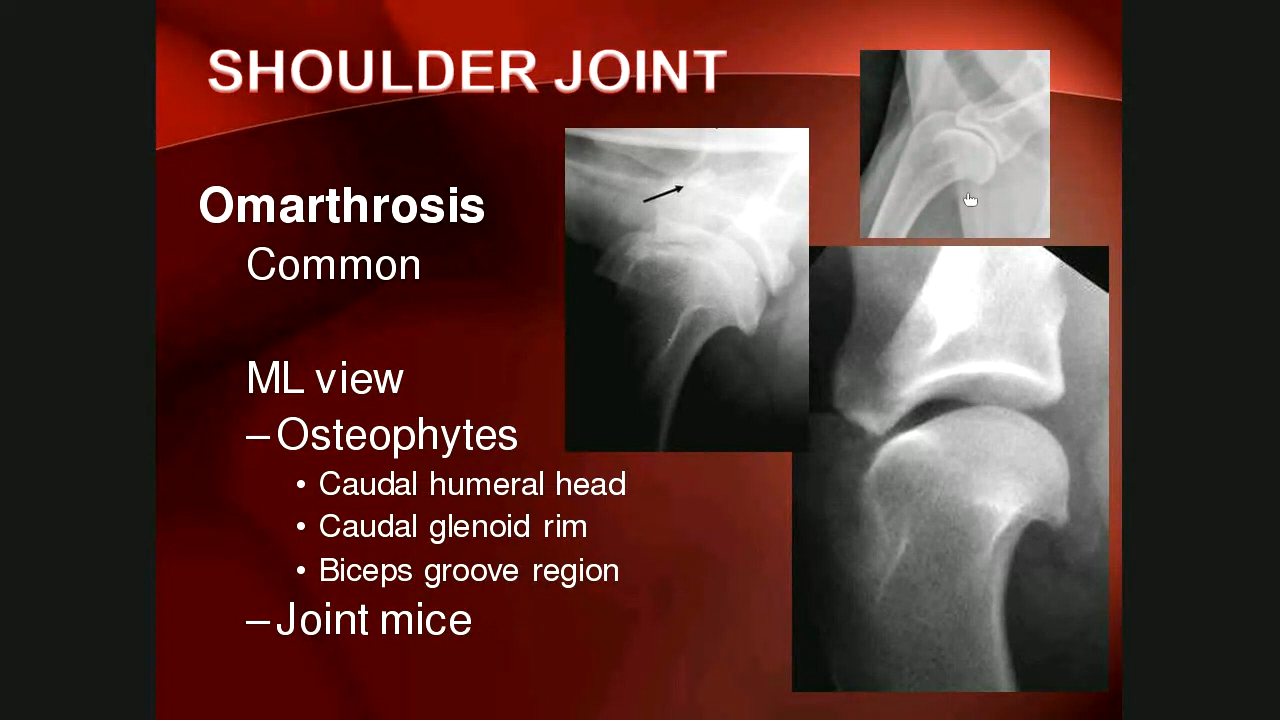 SHOULDER JOINT
Omarthrosis
Common
ML view
–Osteophytes
• Caudal humeral head
• Caudal glenoid rim
• Biceps groove region
–Joint mice